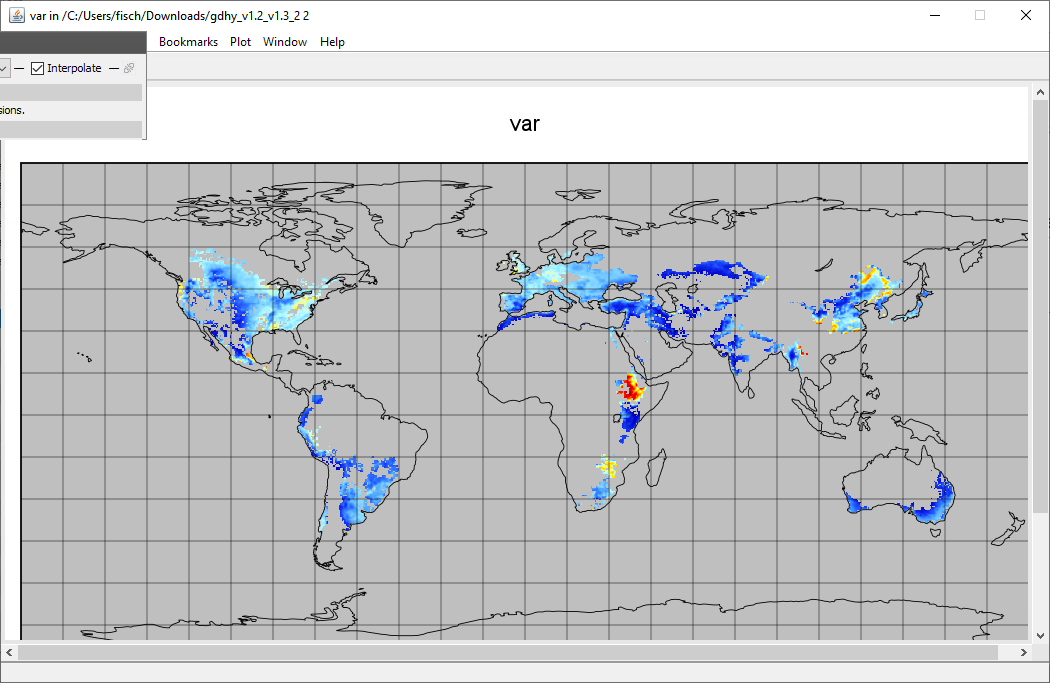 var in /C:/Users/fisch/Downloads/gdhy_v1.2_v1.3_2 2
Bookmarks Plot Window Help
Interpolate
sions.
var